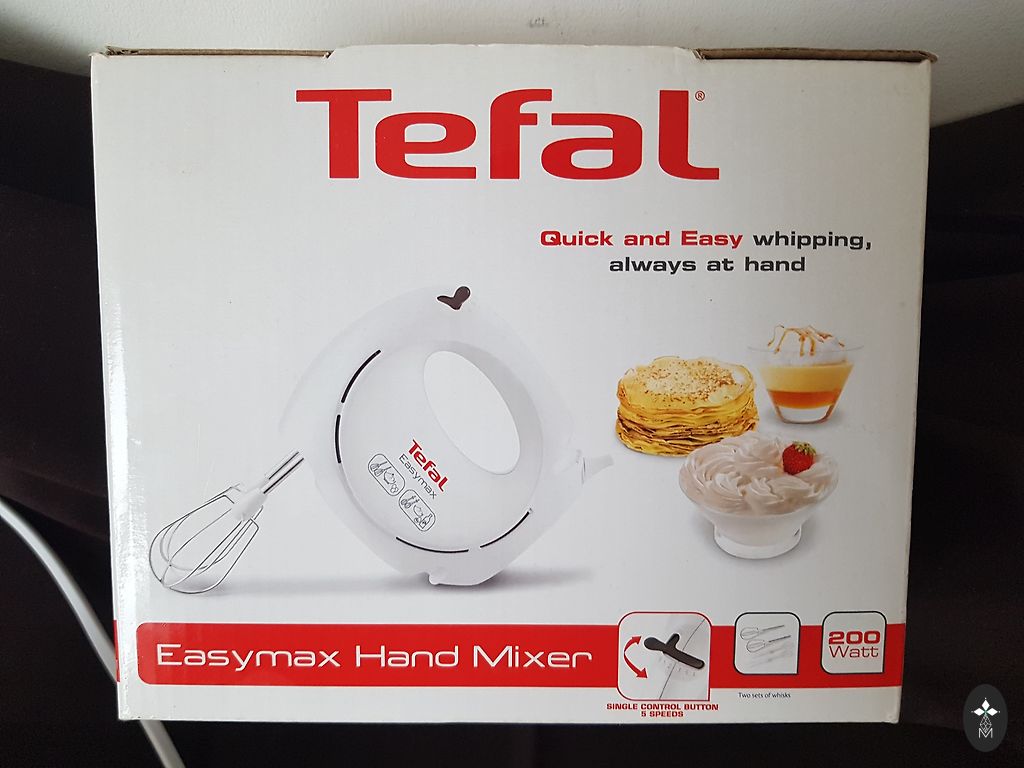 Tefal®
Quick and Easy whipping,
always at hand
Tefal
Easymax
Easymax Hand Mixer
SINGLE CONTROL BUTTON
5 SPEEDS
Two sets of whisks
200
Watt
M